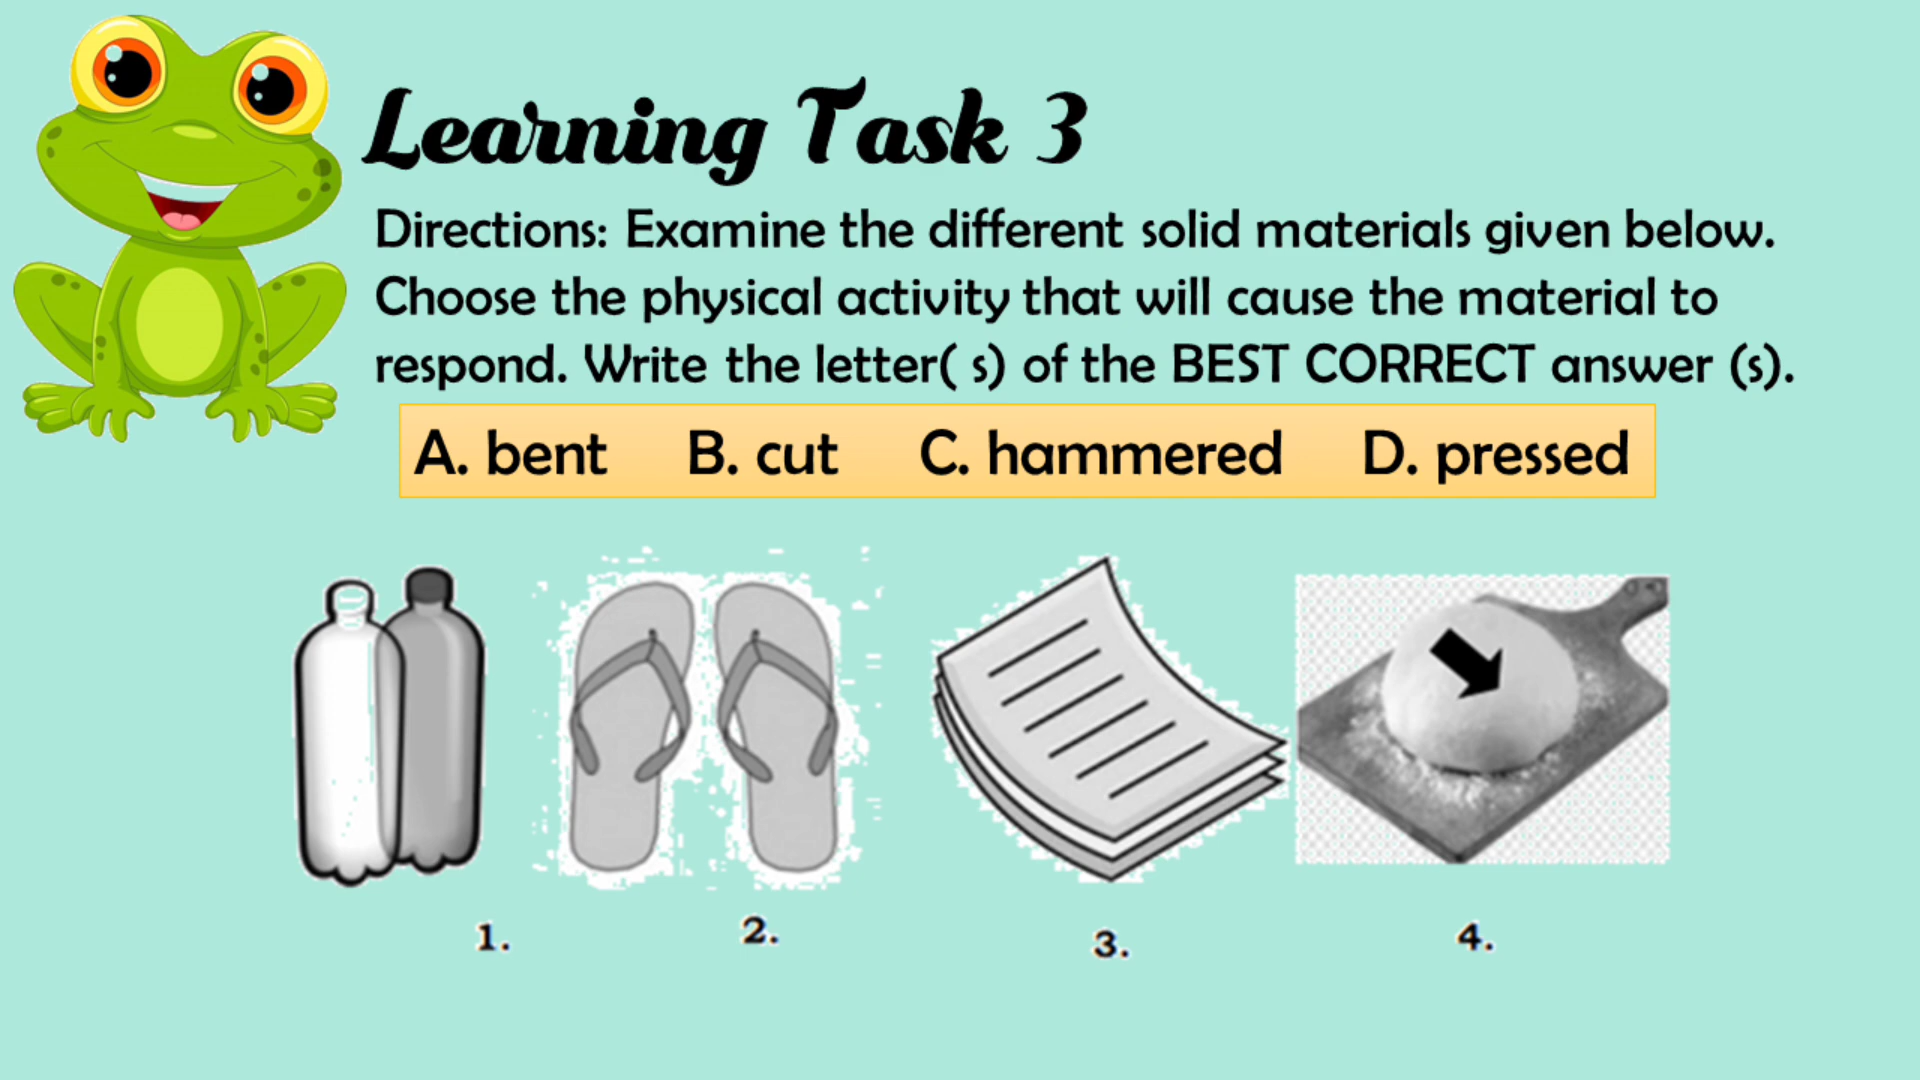 Learning Task 3
Directions: Examine the different solid materials given below.
Choose the physical activity that will cause the material to
respond. Write the letter( s) of the BEST CORRECT answer (s).
A. bent B. cut C. hammered D. pressed
1. 2. 3. 4.